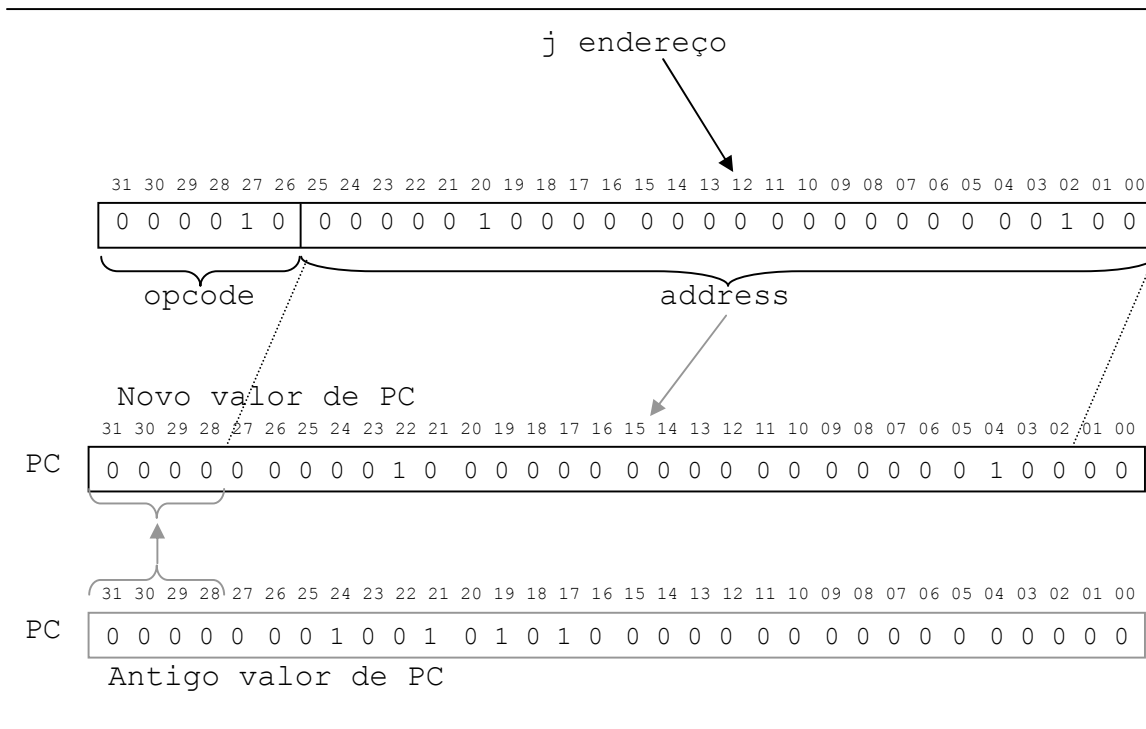 j endereço
31 30 29 28 27 26 25 24 23 22 21 20 19 18 17 16 15 14 13 12 11 10 09 08 07 06 05 04 03 02 01 00
0 0 0 0 1 0 0 0 0 0 0 1 0 0 0 0 0 0 0 0 0 0 0 0 0 0 0 0 0 1 0 0
opcode address
Novo valor de PC
31 30 29 28 27 26 25 24 23 22 21 20 19 18 17 16 15 14 13 12 11 10 09 08 07 06 05 04 03 02 01 00
PC 0 0 0 0 0 0 0 0 0 1 0 0 0 0 0 0 0 0 0 0 0 0 0 0 0 0 0 1 0 0 0 0
31 30 29 28 27 26 25 24 23 22 21 20 19 18 17 16 15 14 13 12 11 10 09 08 07 06 05 04 03 02 01 00
PC 0 0 0 0 0 0 0 1 0 0 1 0 1 0 1 0 0 0 0 0 0 0 0 0 0 0 0 0 0 0 0 0
Antigo valor de PC